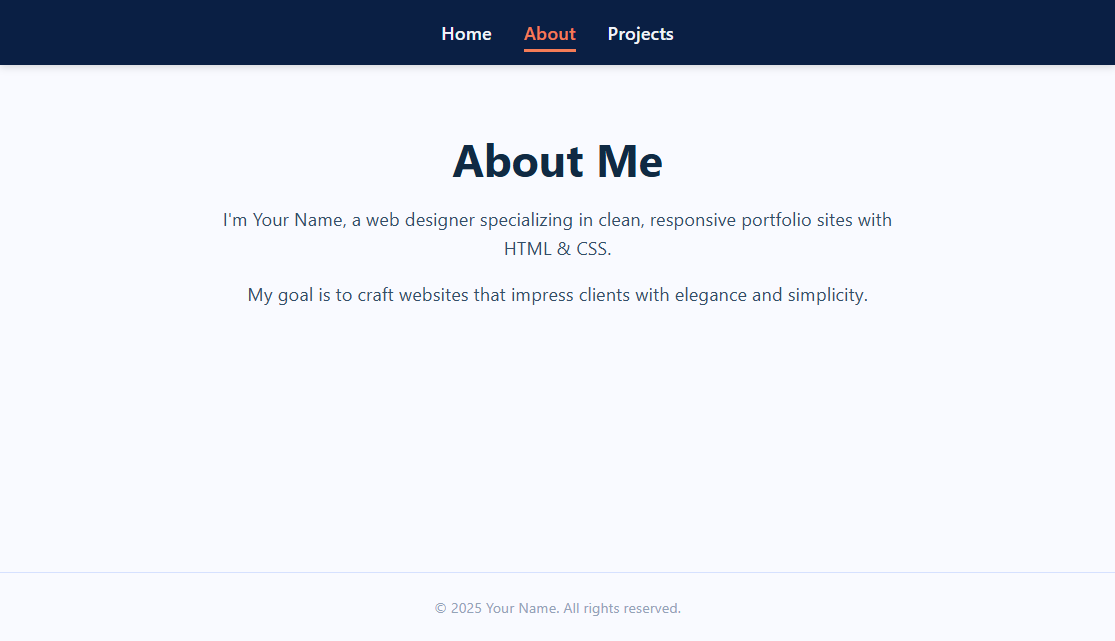 Home About Projects
About Me
I'm Your Name, a web designer specializing in clean, responsive portfolio sites with
HTML & CSS.
My goal is to craft websites that impress clients with elegance and simplicity.
© 2025 Your Name. All rights reserved.